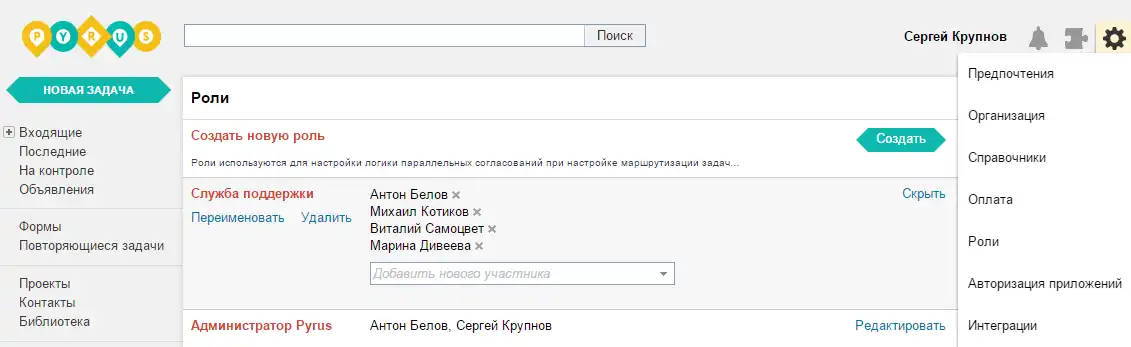 PYRUS
Поиск
Сергей Крупнов
НОВАЯ ЗАДАЧА
Входящие
Последние
На контроле
Объявления
Формы
Повторяющиеся задачи
Проекты
Контакты
Библиотека
Роли
Создать новую роль
Создать
Роли используются для настройки логики параллельных согласований при настройке маршрутизации задач...
Служба поддержки
Переименовать Удалить
Антон Белов
Михаил Котиков
Виталий Самоцвет
Марина Дивеева
Добавить нового участника
Скрыть
Администратор Pyrus
Антон Белов, Сергей Крупнов
Редактировать
Предпочтения
Организация
Справочники
Оплата
Роли
Авторизация приложений
Интеграции